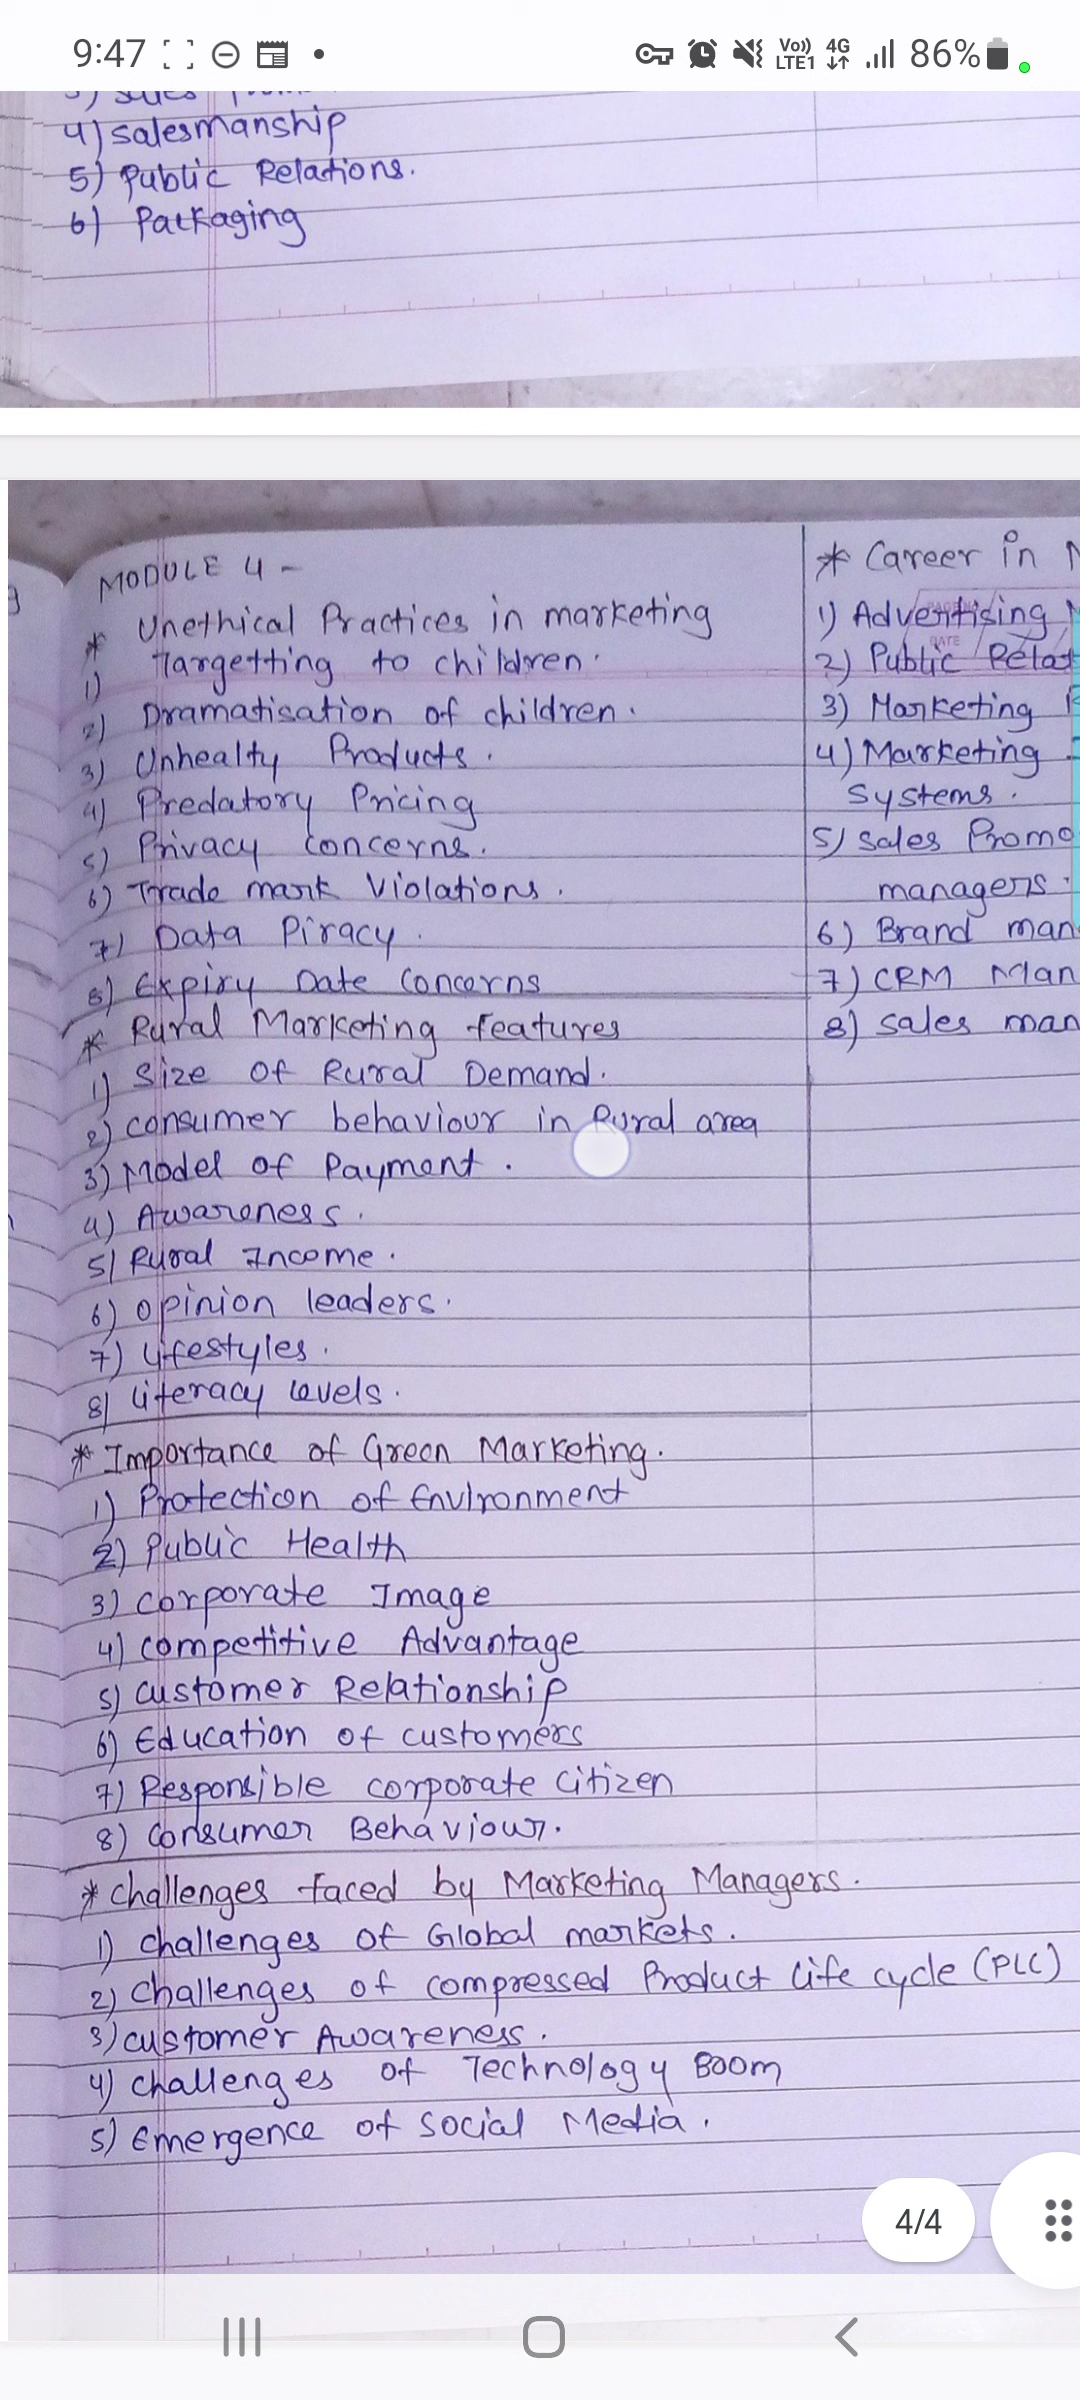 9:47
Vo)) LTE1 4G 86%
4) salesmanship
5) Public Relations.
6) Packaging
MODULE 4 -
* Unethical Practices in marketing
1) Targetting to children.
2) Dramatisation of children.
3) Unhealty Products.
4) Predatory Pricing
5) Privacy concerns.
6) Trade mark Violations.
7) Data Piracy.
8) Expiry Date Concerns
* Rural Marketing features
1) Size of Rural Demand.
2) consumer behaviour in Rural area
3) Model of Payment.
4) Awareness.
5) Rural Income.
6) opinion leaders.
7) lifestyles.
8) literacy levels.
* Importance of Green Marketing.
1) Protection of Environment
2) Public Health
3) corporate Image
4) competitive Advantage
5) customer Relationship
6) Education of customers
7) Responsible corporate citizen
8) Consumer Behaviour.
* challenges faced by Marketing Managers.
1) challenges of Global markets.
2) challenges of compressed Product life cycle (PLC)
3) customer Awareness.
4) challenges of Technology Boom
5) Emergence of Social Media.
* Career in
1) Advertising
2) Public
3) Marketing
4) Marketing
systems.
5) sales
managers.
6) Brand
7) CRM
8) sales
DATE
4/4